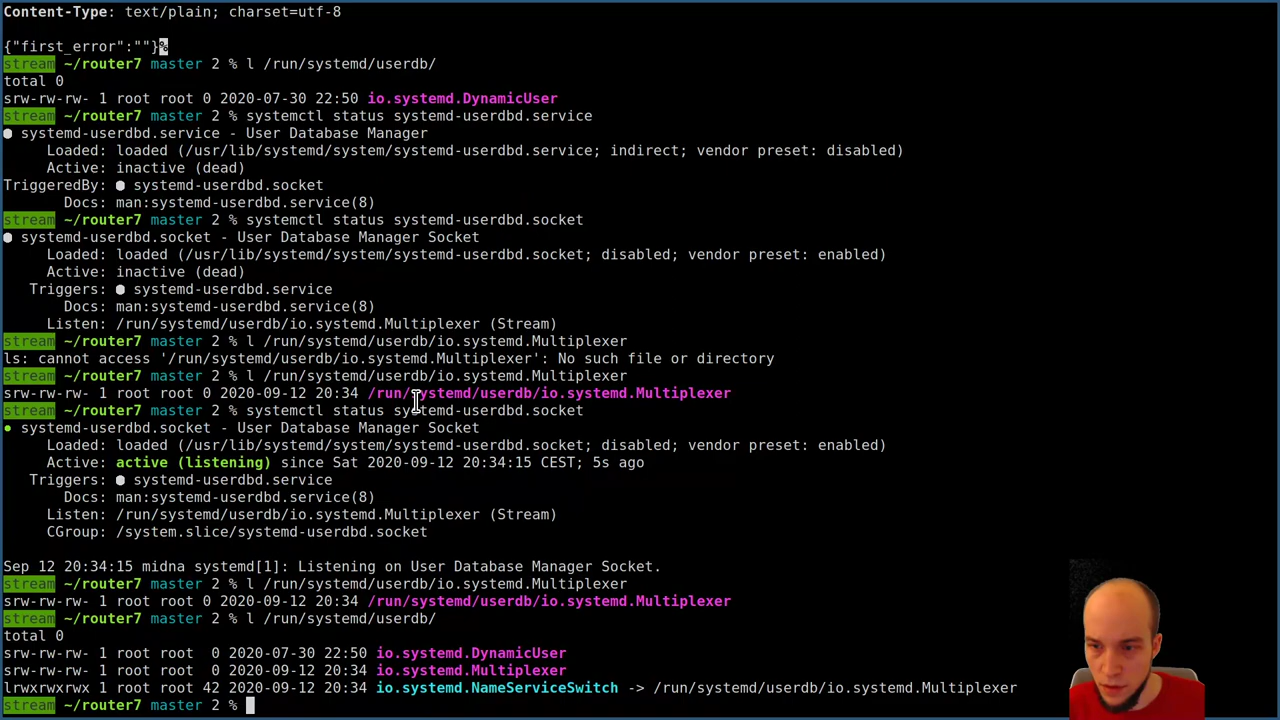 Content-Type: text/plain; charset=utf-8
{"first_error":""}%
stream ~/router7 master 2 % l /run/systemd/userdb/
total 0
srw-rw-rw- 1 root root 0 2020-07-30 22:50 io.systemd.DynamicUser
stream ~/router7 master 2 % systemctl status systemd-userdbd.service
● systemd-userdbd.service - User Database Manager
Loaded: loaded (/usr/lib/systemd/system/systemd-userdbd.service; indirect; vendor preset: disabled)
Active: inactive (dead)
TriggeredBy: ● systemd-userdbd.socket
Docs: man:systemd-userdbd.service(8)
stream ~/router7 master 2 % systemctl status systemd-userdbd.socket
● systemd-userdbd.socket - User Database Manager Socket
Loaded: loaded (/usr/lib/systemd/system/systemd-userdbd.socket; disabled; vendor preset: enabled)
Active: inactive (dead)
Triggers: ● systemd-userdbd.service
Docs: man:systemd-userdbd.service(8)
Listen: /run/systemd/userdb/io.systemd.Multiplexer (Stream)
stream ~/router7 master 2 % l /run/systemd/userdb/io.systemd.Multiplexer
ls: cannot access '/run/systemd/userdb/io.systemd.Multiplexer': No such file or directory
stream ~/router7 master 2 % l /run/systemd/userdb/io.systemd.Multiplexer
srw-rw-rw- 1 root root 0 2020-09-12 20:34 /run/systemd/userdb/io.systemd.Multiplexer
stream ~/router7 master 2 % systemctl status systemd-userdbd.socket
● systemd-userdbd.socket - User Database Manager Socket
Loaded: loaded (/usr/lib/systemd/system/systemd-userdbd.socket; disabled; vendor preset: enabled)
Active: active (listening) since Sat 2020-09-12 20:34:15 CEST; 5s ago
Triggers: ● systemd-userdbd.service
Docs: man:systemd-userdbd.service(8)
Listen: /run/systemd/userdb/io.systemd.Multiplexer (Stream)
CGroup: /system.slice/systemd-userdbd.socket
Sep 12 20:34:15 midna systemd[1]: Listening on User Database Manager Socket.
stream ~/router7 master 2 % l /run/systemd/userdb/io.systemd.Multiplexer
srw-rw-rw- 1 root root 0 2020-09-12 20:34 /run/systemd/userdb/io.systemd.Multiplexer
stream ~/router7 master 2 % l /run/systemd/userdb/
total 0
srw-rw-rw- 1 root root  0 2020-07-30 22:50 io.systemd.DynamicUser
srw-rw-rw- 1 root root  0 2020-09-12 20:34 io.systemd.Multiplexer
lrwxrwxrwx 1 root root 42 2020-09-12 20:34 io.systemd.NameServiceSwitch -> /run/systemd/userdb/io.systemd.Multiplexer
stream ~/router7 master 2 %